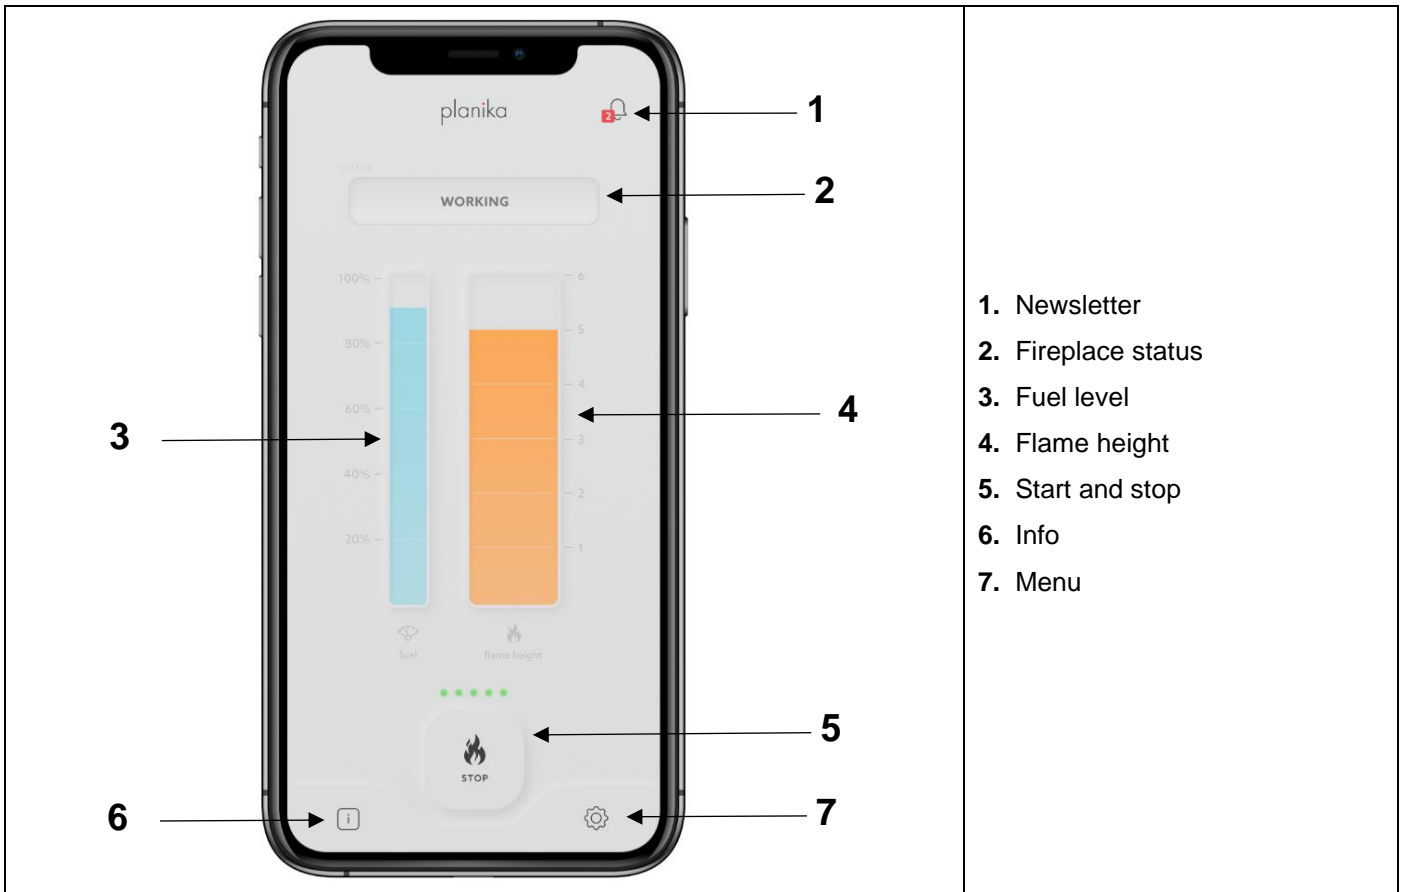 planika
2
1
STATUS
WORKING
2
100%
80%
60%
40%
20%
6
5
4
3
2
1
3
4
fuel
flame height
STOP
5
i
6
7
1. Newsletter
2. Fireplace status
3. Fuel level
4. Flame height
5. Start and stop
6. Info
7. Menu